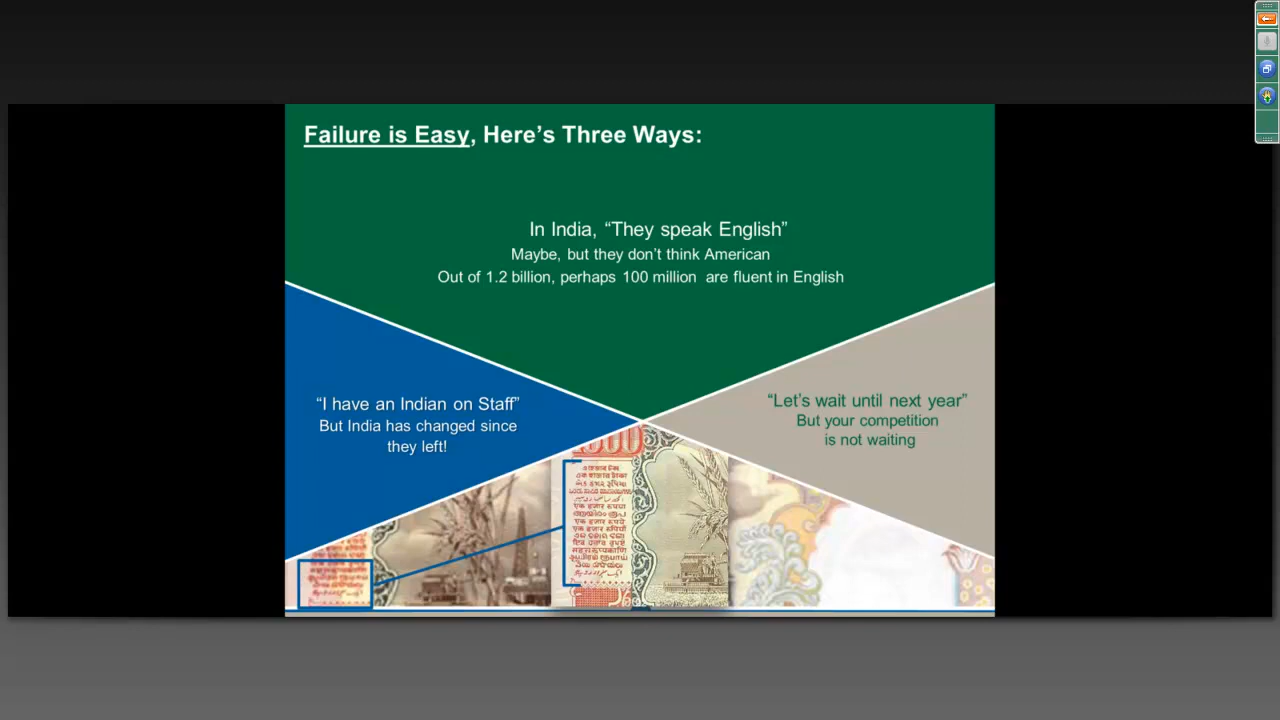 Failure is Easy, Here’s Three Ways:
In India, “They speak English”
Maybe, but they don’t think American
Out of 1.2 billion, perhaps 100 million  are fluent in English
“I have an Indian on Staff”
But India has changed since
they left!
“Let’s wait until next year”
But your competition
is not waiting